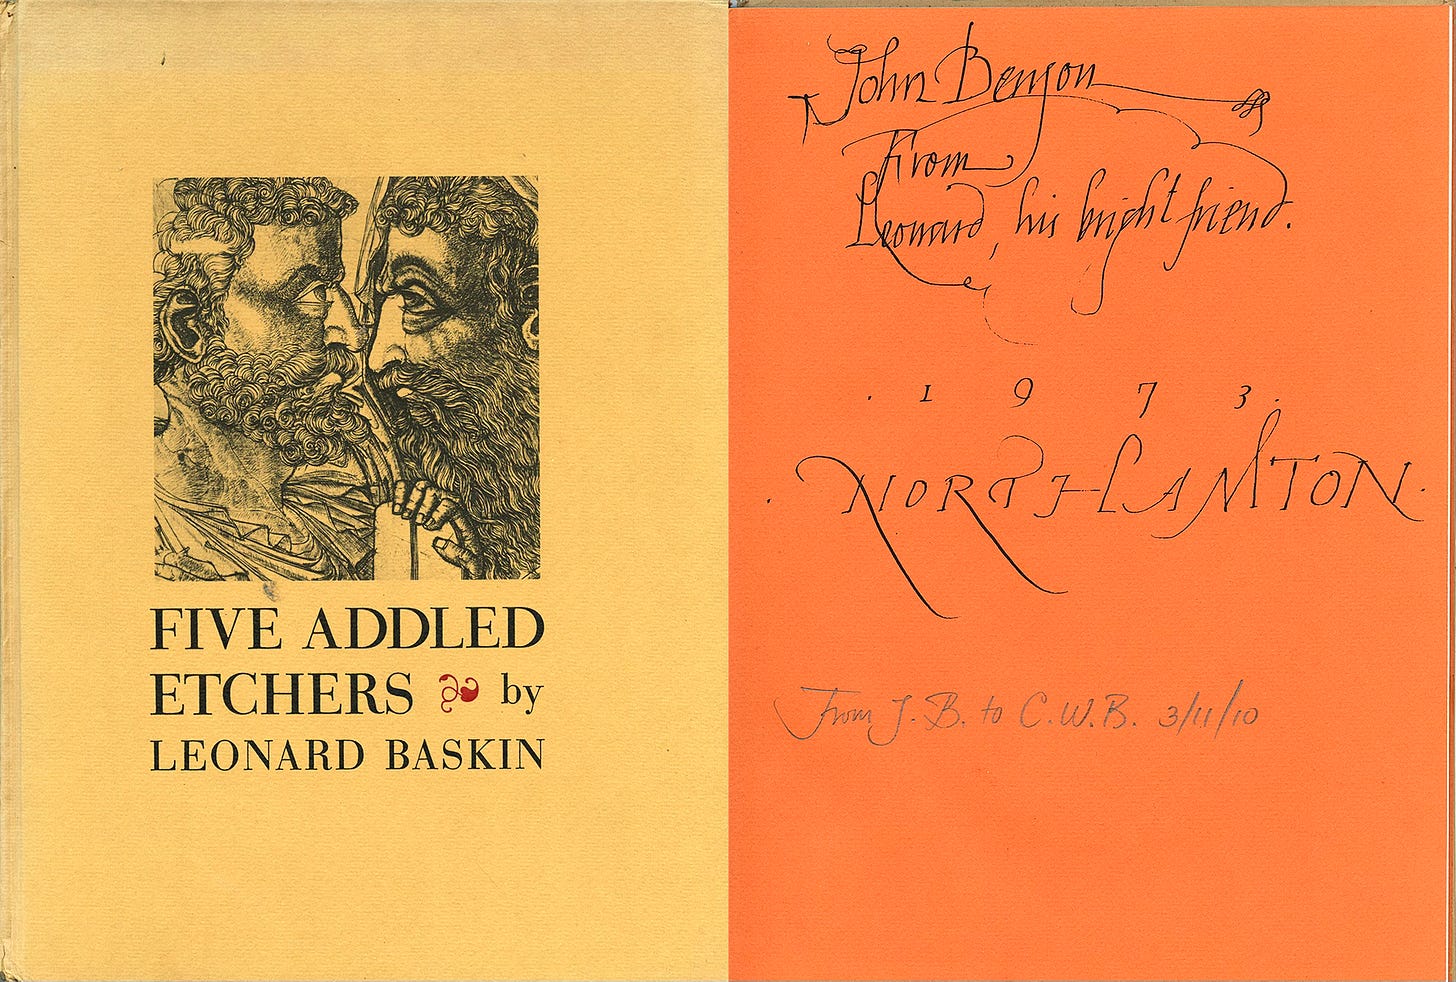 FIVE ADDLED
ETCHERS by
LEONARD BASKIN
John Benson
From
Leonard, his bright friend.
· 1 9 7 3 ·
· NORTHAMPTON ·
From J. B. to C.W.B. 3/11/10